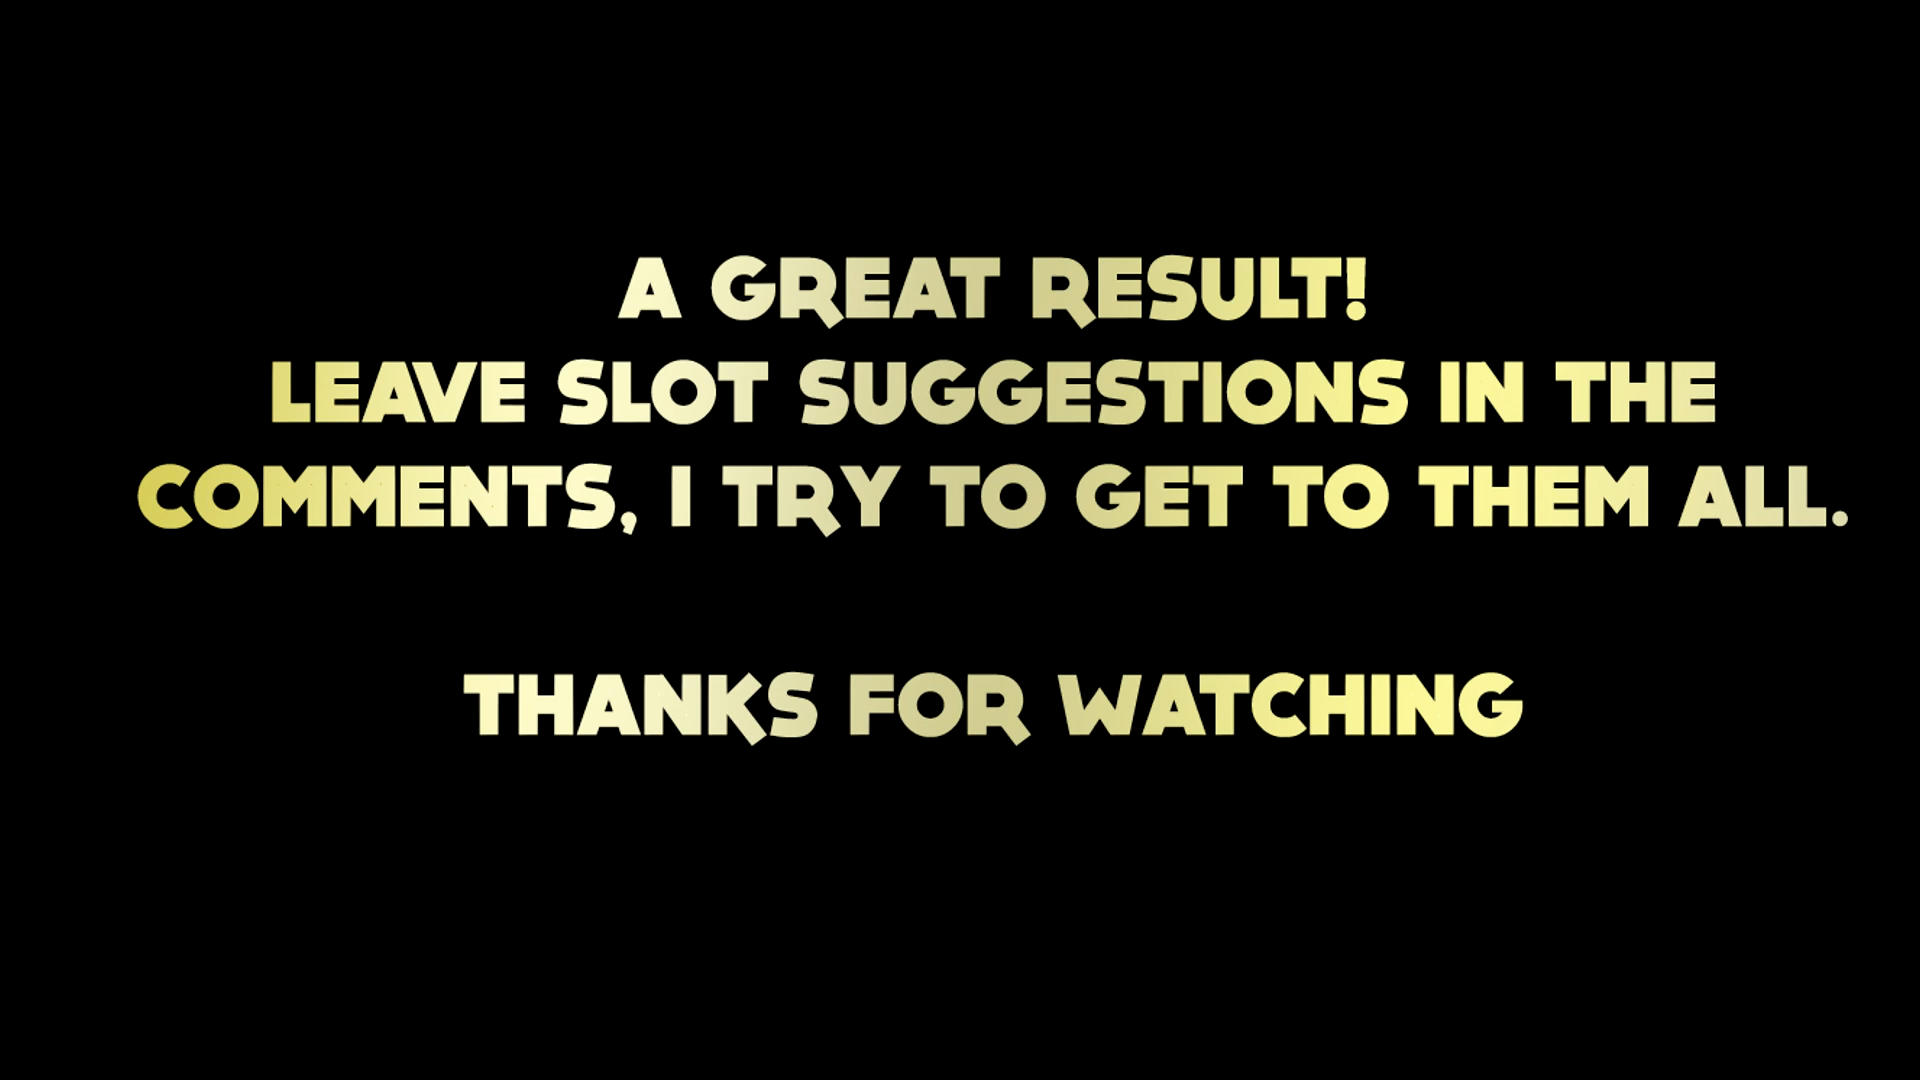 A GREAT RESULT!
LEAVE SLOT SUGGESTIONS IN THE
COMMENTS, I TRY TO GET TO THEM ALL.
THANKS FOR WATCHING